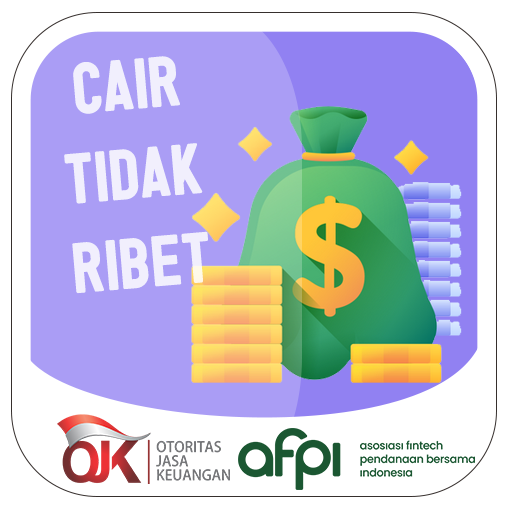 CAIR
TIDAK
RIBET
$
OJK
OTORITAS
JASA
KEUANGAN
afpi
asosiasi fintech
pendanaan bersama
indonesia